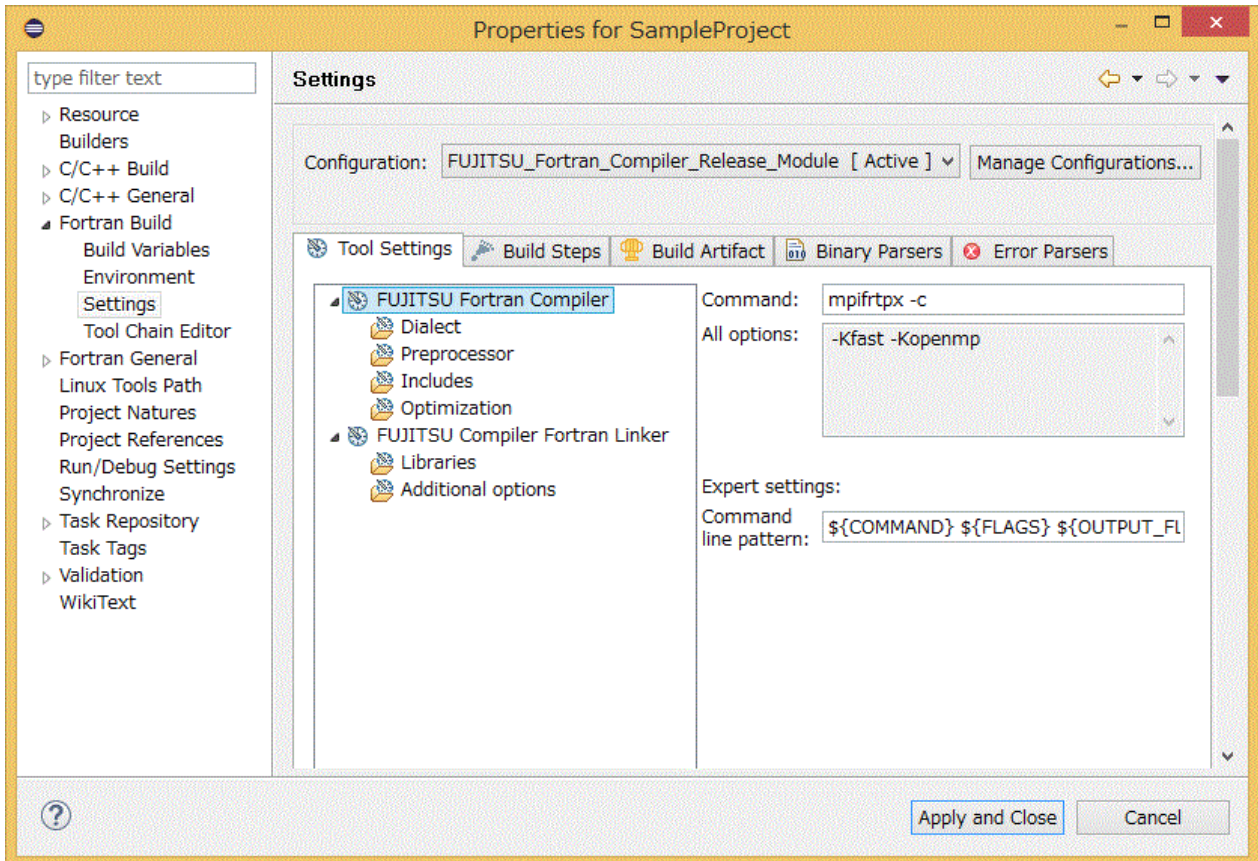 Properties for SampleProject
type filter text
Resource
Builders
C/C++ Build
C/C++ General
Fortran Build
Build Variables
Environment
Settings
Tool Chain Editor
Fortran General
Linux Tools Path
Project Natures
Project References
Run/Debug Settings
Synchronize
Task Repository
Task Tags
Validation
WikiText
Settings
Configuration: FUJITSU_Fortran_Compiler_Release_Module [ Active ] Manage Configurations...
Tool Settings Build Steps Build Artifact Binary Parsers Error Parsers
FUJITSU Fortran Compiler
Dialect
Preprocessor
Includes
Optimization
FUJITSU Compiler Fortran Linker
Libraries
Additional options
Command: mpifrtpx -c
All options: -Kfast -Kopenmp
Expert settings:
Command
line pattern: ${COMMAND} ${FLAGS} ${OUTPUT_FL
Apply and Close Cancel